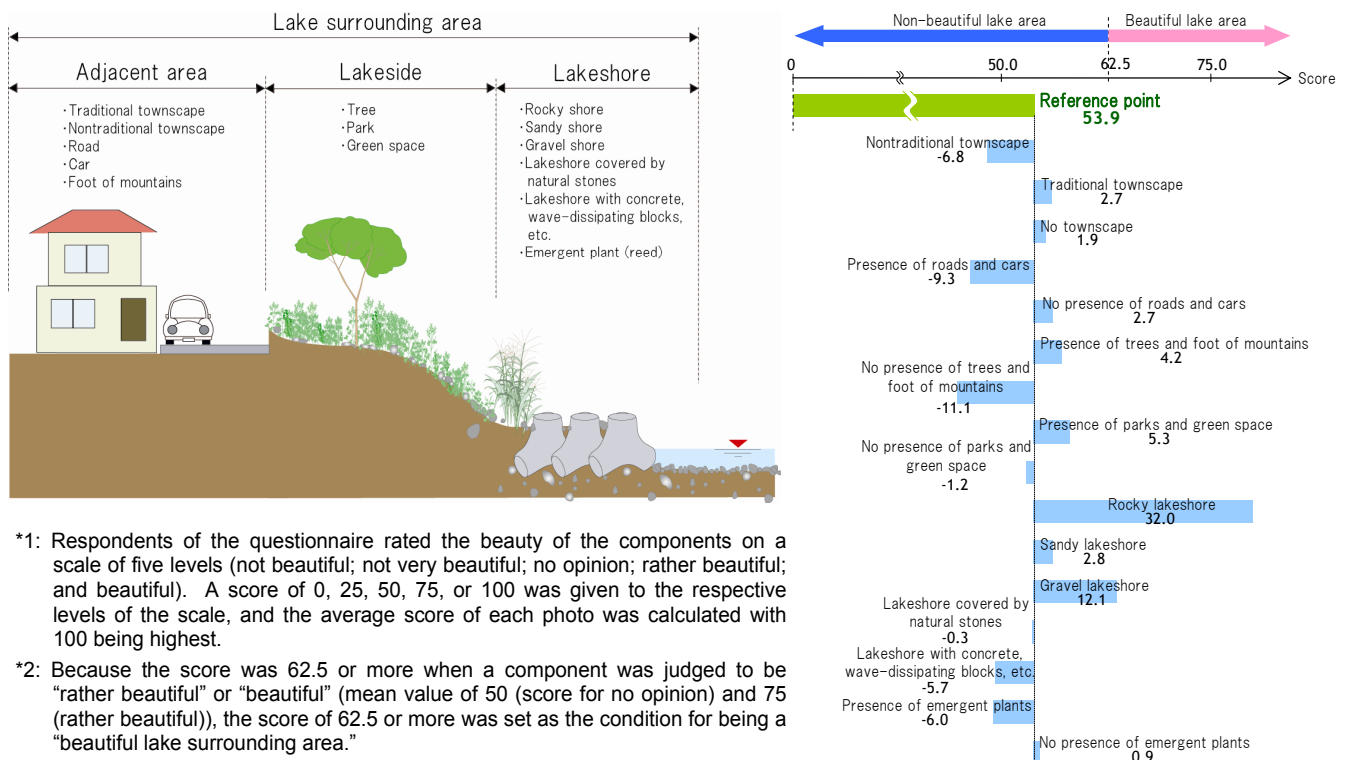 Lake surrounding area
Adjacent area
Lakeside
Lakeshore
・Traditional townscape
・Nontraditional townscape
・Road
・Car
・Foot of mountains
・Tree
・Park
・Green space
・Rocky shore
・Sandy shore
・Gravel shore
・Lakeshore covered by
natural stones
・Lakeshore with concrete,
wave-dissipating blocks,
etc.
・Emergent plant (reed)
*1: Respondents of the questionnaire rated the beauty of the components on a
scale of five levels (not beautiful; not very beautiful; no opinion; rather beautiful;
and beautiful). A score of 0, 25, 50, 75, or 100 was given to the respective
levels of the scale, and the average score of each photo was calculated with
100 being highest.
*2: Because the score was 62.5 or more when a component was judged to be
“rather beautiful” or “beautiful” (mean value of 50 (score for no opinion) and 75
(rather beautiful)), the score of 62.5 or more was set as the condition for being a
“beautiful lake surrounding area.”
Non-beautiful lake area
Beautiful lake area
0 50.0 62.5 75.0
Score
Reference point
53.9
Nontraditional townscape
-6.8
Traditional townscape
2.7
No townscape
1.9
Presence of roads and cars
-9.3
No presence of roads and cars
2.7
Presence of trees and foot of mountains
4.2
No presence of trees and
foot of mountains
-11.1
Presence of parks and green space
5.3
No presence of parks and
green space
-1.2
Rocky lakeshore
32.0
Sandy lakeshore
2.8
Gravel lakeshore
12.1
Lakeshore covered by
natural stones
-0.3
Lakeshore with concrete,
wave-dissipating blocks, etc.
-5.7
Presence of emergent plants
-6.0
No presence of emergent plants
0.9